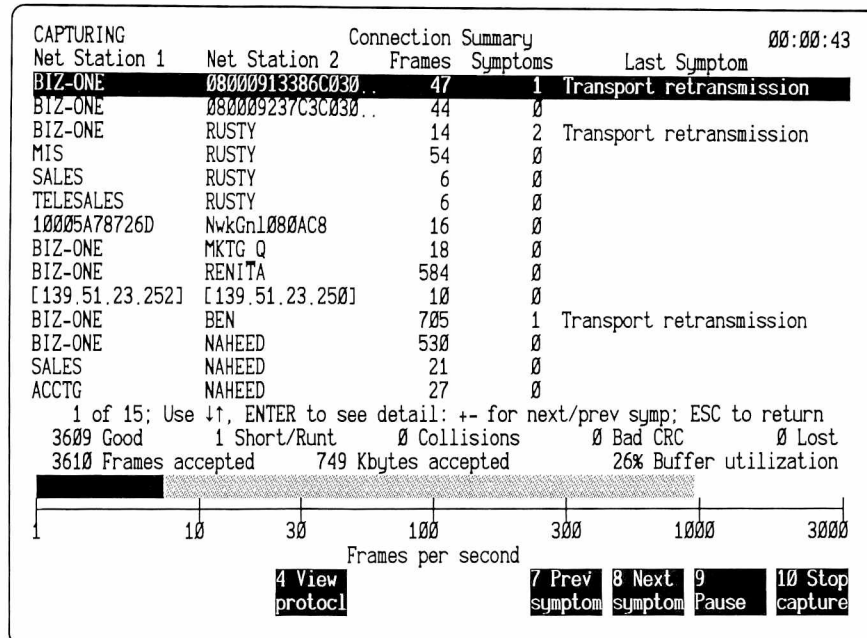 CAPTURING Connection Summary 00:00:43
Net Station 1 Net Station 2 Frames Symptoms Last Symptom
BIZ-ONE 08000913386C030.. 47 1 Transport retransmission
BIZ-ONE 080009237C3C030.. 44 0
BIZ-ONE RUSTY 14 2 Transport retransmission
MIS RUSTY 54 0
SALES RUSTY 6 0
TELESALES RUSTY 6 0
10005A78726D NwkGnl080AC8 16 0
BIZ-ONE MKTG_Q 18 0
BIZ-ONE RENITA 584 0
[139.51.23.252] [139.51.23.250] 10 0
BIZ-ONE BEN 705 1 Transport retransmission
BIZ-ONE NAHEED 530 0
SALES NAHEED 21 0
ACCTG NAHEED 27 0
1 of 15; Use ↓↑, ENTER to see detail: +- for next/prev symp; ESC to return
3609 Good 1 Short/Runt 0 Collisions 0 Bad CRC 0 Lost
3610 Frames accepted 749 Kbytes accepted 26% Buffer utilization
1 10 30 100 300 1000 3000
Frames per second
4 View protocl
7 Prev symptom
8 Next symptom
9 Pause
10 Stop capture